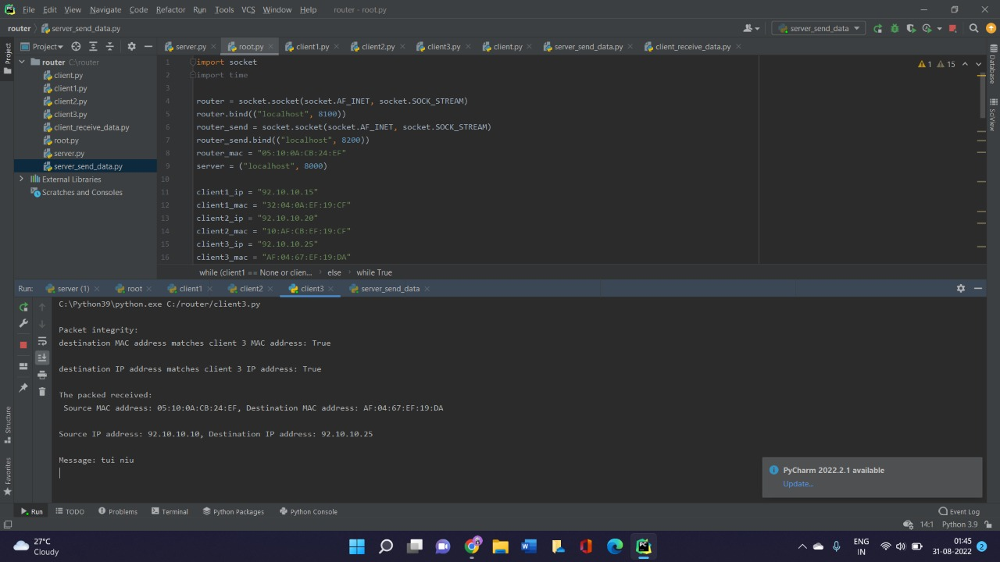 File Edit View Navigate Code Refactor Run Tools VCS Window Help router - root.py
router server_send_data.py server_send_data
Project server.py root.py client1.py client2.py client3.py client.py server_send_data.py client_receive_data.py
Project
router C:\router
client.py
client1.py
client2.py
client3.py
client_receive_data.py
root.py
server.py
server_send_data.py
External Libraries
Scratches and Consoles
1 import socket
2 import time
3
4 router = socket.socket(socket.AF_INET, socket.SOCK_STREAM)
5 router.bind(("localhost", 8100))
6 router_send = socket.socket(socket.AF_INET, socket.SOCK_STREAM)
7 router_send.bind(("localhost", 8200))
8 router_mac = "05:10:0A:CB:24:EF"
9 server = ("localhost", 8000)
10
11 client1_ip = "92.10.10.15"
12 client1_mac = "32:04:0A:EF:19:CF"
13 client2_ip = "92.10.10.20"
14 client2_mac = "10:AF:CB:EF:19:CF"
15 client3_ip = "92.10.10.25"
16 client3_mac = "AF:04:67:EF:19:DA"
1 15
Database
SciView
while (client1 == None or clien... else while True
Run: server (1) root client1 client2 client3 server_send_data
C:\Python39\python.exe C:/router/client3.py
Packet integrity:
destination MAC address matches client 3 MAC address: True
destination IP address matches client 3 IP address: True
The packed received:
Source MAC address: 05:10:0A:CB:24:EF, Destination MAC address: AF:04:67:EF:19:DA
Source IP address: 92.10.10.10, Destination IP address: 92.10.10.25
Message: tui niu
Structure
Favorites
PyCharm 2022.2.1 available
Update...
Run TODO Problems Terminal Python Packages Python Console Event Log
14:1 Python 3.9
27°C
Cloudy
ENG
IN
01:45
31-08-2022
2